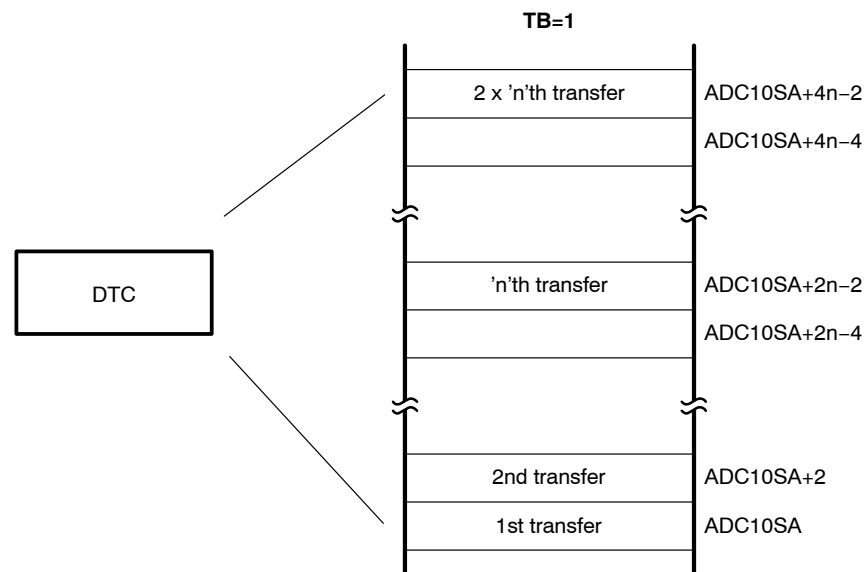 TB=1
2 x ’n’th transfer ADC10SA+4n−2
ADC10SA+4n−4
DTC
’n’th transfer ADC10SA+2n−2
ADC10SA+2n−4
2nd transfer ADC10SA+2
1st transfer ADC10SA